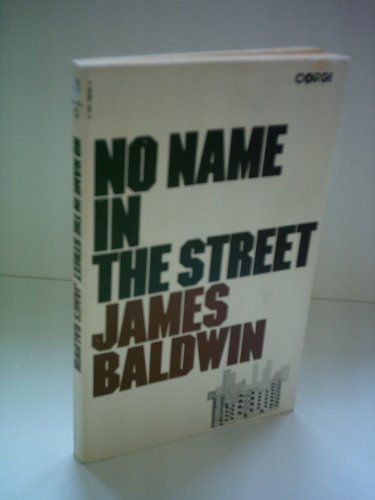 CORGI
NO NAME
IN
THE STREET
JAMES
BALDWIN
NO NAME IN THE STREET JAMES BALDWIN